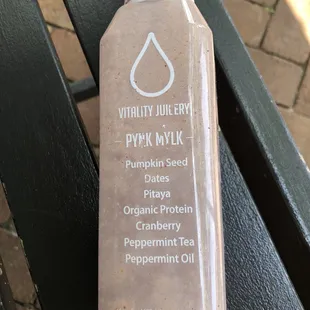 VITALITY JUICERY
PYNK MYLK
Pumpkin Seed
Dates
Pitaya
Organic Protein
Cranberry
Peppermint Tea
Peppermint Oil